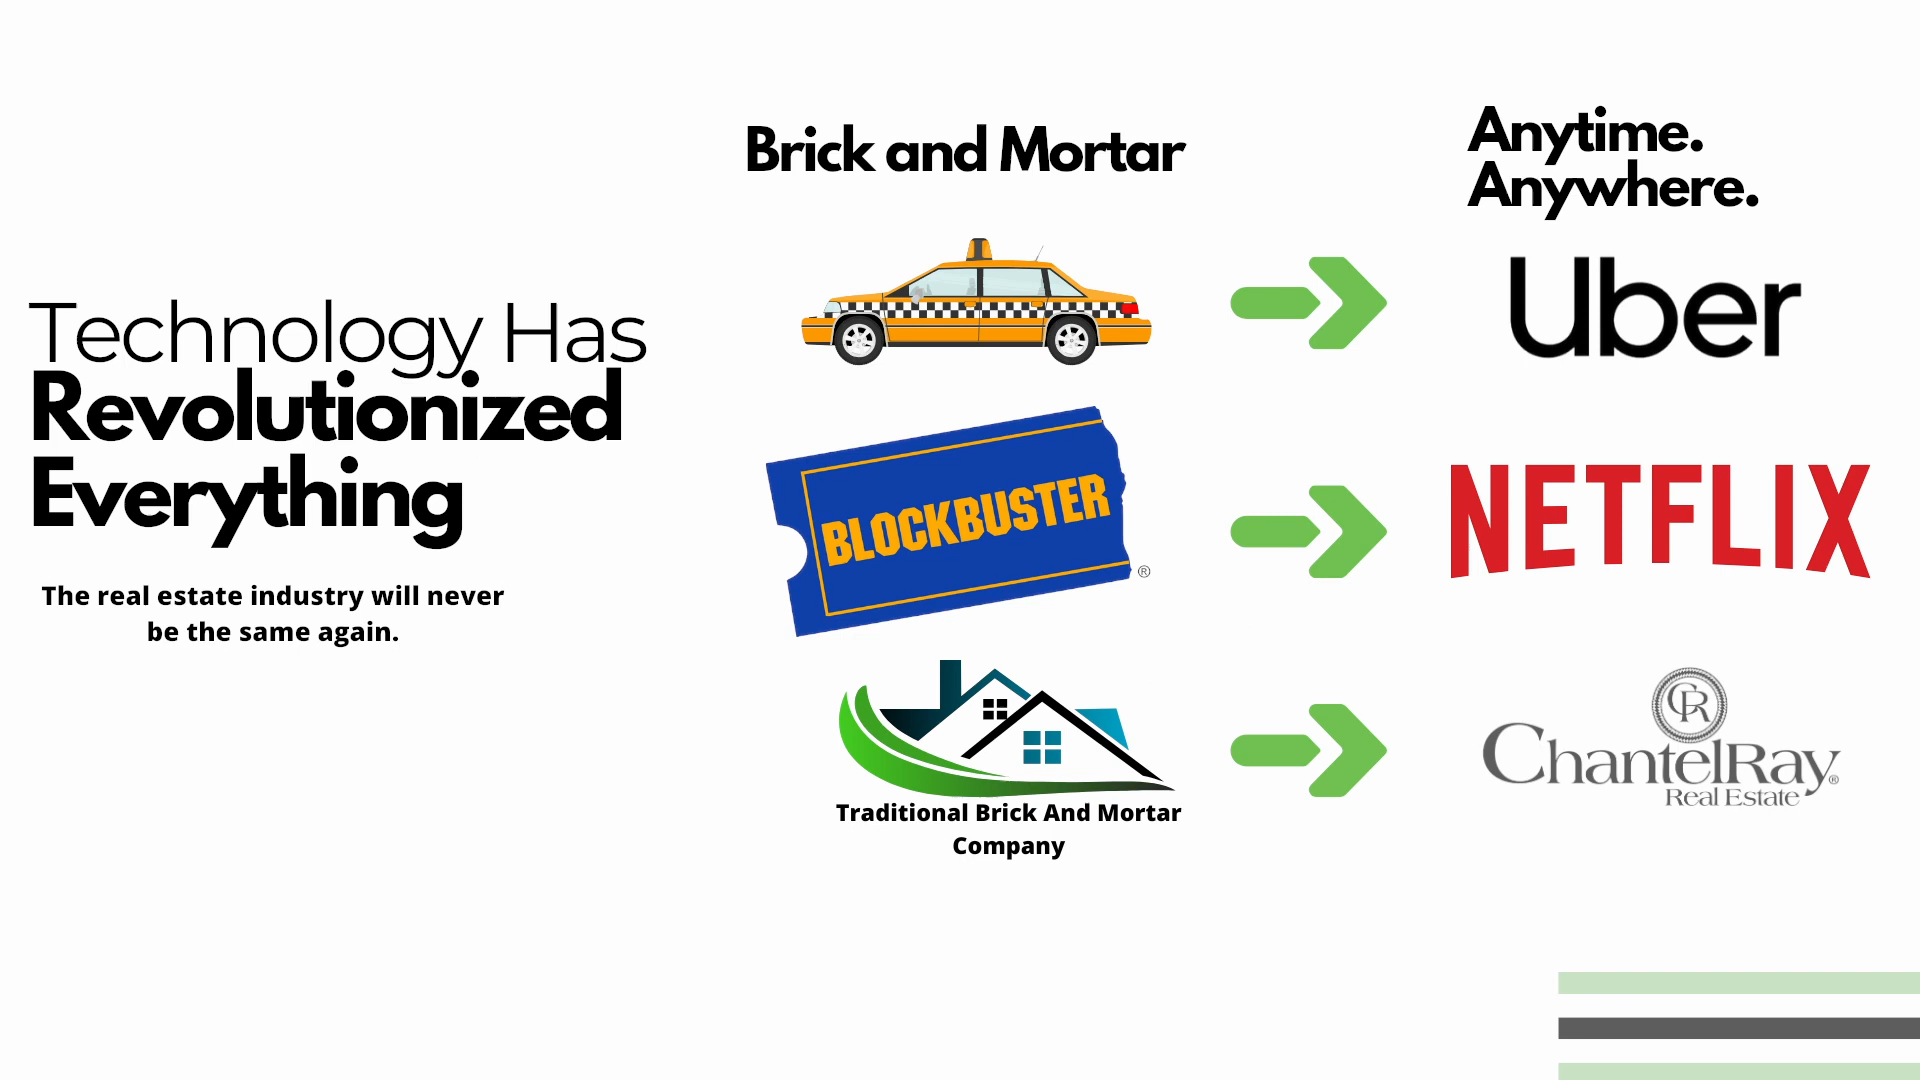 Technology Has
Revolutionized
Everything
The real estate industry will never
be the same again.
Brick and Mortar
Anytime.
Anywhere.
Uber
BLOCKBUSTER
®
NETFLIX
Traditional Brick And Mortar
Company
CR
ChantelRay®
Real Estate